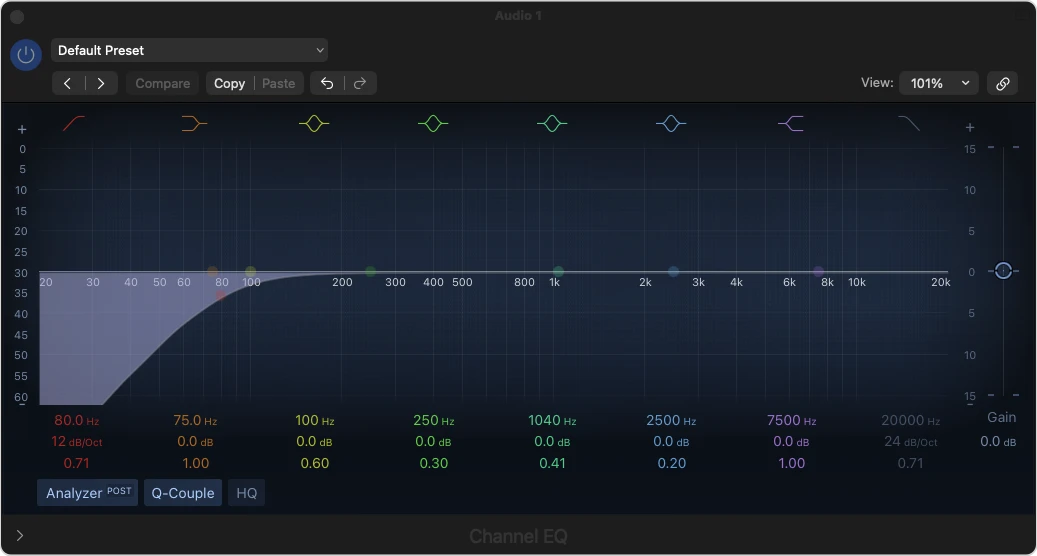 Audio 1
Default Preset
Compare Copy Paste View: 101%
+ +
0 15
5
10 10
15
20 5
25
30 0
20 30 40 50 60 80 100 200 300 400 500 800 1k 2k 3k 4k 6k 8k 10k 20k
35
40 5
45
50 10
55
60 15
- -
80.0 Hz 75.0 Hz 100 Hz 250 Hz 1040 Hz 2500 Hz 7500 Hz 20000 Hz Gain
12 dB/Oct 0.0 dB 0.0 dB 0.0 dB 0.0 dB 0.0 dB 0.0 dB 24 dB/Oct 0.0 dB
0.71 1.00 0.60 0.30 0.41 0.20 1.00 0.71
Analyzer POST Q-Couple HQ
Channel EQ